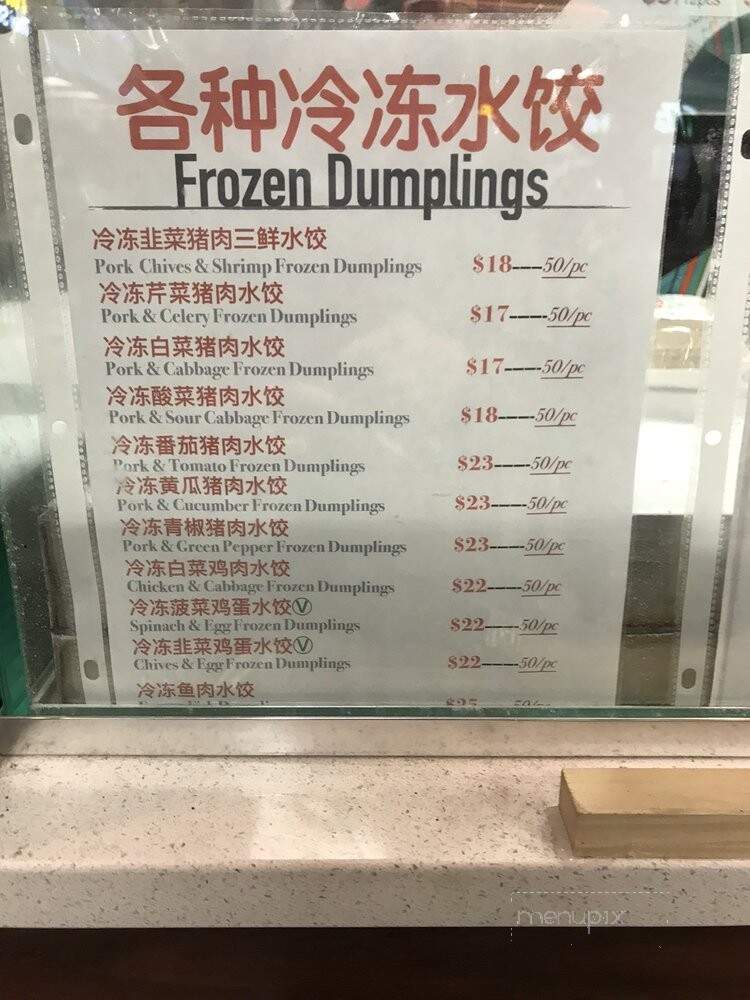 各种冷冻水饺
Frozen Dumplings
冷冻韭菜猪肉三鲜水饺
Pork Chives & Shrimp Frozen Dumplings $18----50/pc
冷冻芹菜猪肉水饺
Pork & Celery Frozen Dumplings $17-----50/pc
冷冻白菜猪肉水饺
Pork & Cabbage Frozen Dumplings $17----50/pc
冷冻酸菜猪肉水饺
Pork & Sour Cabbage Frozen Dumplings $18----50/pc
冷冻番茄猪肉水饺
Pork & Tomato Frozen Dumplings $23----50/pc
冷冻黄瓜猪肉水饺
Pork & Cucumber Frozen Dumplings $23----50/pc
冷冻青椒猪肉水饺
Pork & Green Pepper Frozen Dumplings $23----50/pc
冷冻白菜鸡肉水饺
Chicken & Cabbage Frozen Dumplings $22----50/pc
冷冻菠菜鸡蛋水饺Ⓥ
Spinach & Egg Frozen Dumplings $22----50/pc
冷冻韭菜鸡蛋水饺Ⓥ
Chives & Egg Frozen Dumplings $22----50/pc
冷冻鱼肉水饺
menupix